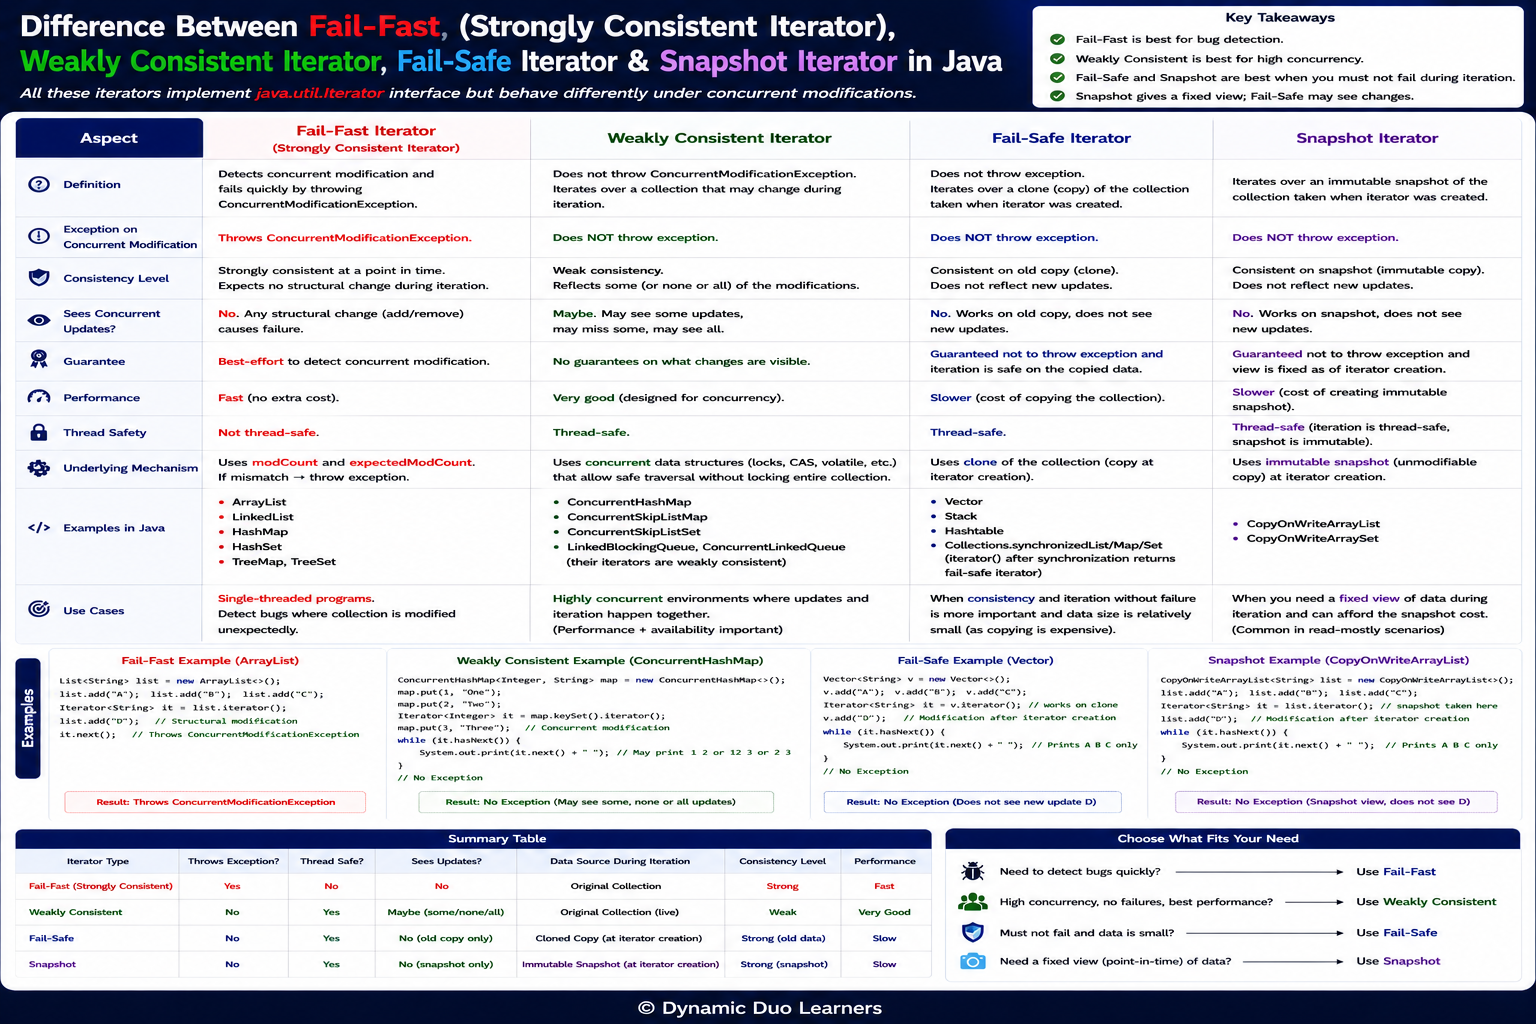 Difference Between Fail-Fast, (Strongly Consistent Iterator),
Weakly Consistent Iterator, Fail-Safe Iterator & Snapshot Iterator in Java
All these iterators implement java.util.Iterator interface but behave differently under concurrent modifications.
Key Takeaways
Fail-Fast is best for bug detection.
Weakly Consistent is best for high concurrency.
Fail-Safe and Snapshot are best when you must not fail during iteration.
Snapshot gives a fixed view; Fail-Safe may see changes.
Aspect
Fail-Fast Iterator
(Strongly Consistent Iterator)
Weakly Consistent Iterator
Fail-Safe Iterator
Snapshot Iterator
Definition
Detects concurrent modification and
fails quickly by throwing
ConcurrentModificationException.
Does not throw ConcurrentModificationException.
Iterates over a collection that may change during
iteration.
Does not throw exception.
Iterates over a clone (copy) of the collection
taken when iterator was created.
Iterates over an immutable snapshot of the
collection taken when iterator was created.
Exception on
Concurrent Modification
Throws ConcurrentModificationException.
Does NOT throw exception.
Does NOT throw exception.
Does NOT throw exception.
Consistency Level
Strongly consistent at a point in time.
Expects no structural change during iteration.
Weak consistency.
Reflects some (or none or all) of the modifications.
Consistent on old copy (clone).
Does not reflect new updates.
Consistent on snapshot (immutable copy).
Does not reflect new updates.
Sees Concurrent
Updates?
No. Any structural change (add/remove)
causes failure.
Maybe. May see some updates,
may miss some, may see all.
No. Works on old copy, does not see
new updates.
No. Works on snapshot, does not see
new updates.
Guarantee
Best-effort to detect concurrent modification.
No guarantees on what changes are visible.
Guaranteed not to throw exception and
iteration is safe on the copied data.
Guaranteed not to throw exception and
view is fixed as of iterator creation.
Performance
Fast (no extra cost).
Very good (designed for concurrency).
Slower (cost of copying the collection).
Slower (cost of creating immutable
snapshot).
Thread Safety
Not thread-safe.
Thread-safe.
Thread-safe.
Thread-safe (iteration is thread-safe,
snapshot is immutable).
Underlying Mechanism
Uses modCount and expectedModCount.
If mismatch → throw exception.
Uses concurrent data structures (locks, CAS, volatile, etc.)
that allow safe traversal without locking entire collection.
Uses clone of the collection (copy at
iterator creation).
Uses immutable snapshot (unmodifiable
copy) at iterator creation.
</> Examples in Java
• ArrayList
• LinkedList
• HashMap
• HashSet
• TreeMap, TreeSet
• ConcurrentHashMap
• ConcurrentSkipListMap
• ConcurrentSkipListSet
• LinkedBlockingQueue, ConcurrentLinkedQueue
(their iterators are weakly consistent)
• Vector
• Stack
• Hashtable
• Collections.synchronizedList/Map/Set
(iterator() after synchronization returns
fail-safe iterator)
• CopyOnWriteArrayList
• CopyOnWriteArraySet
Use Cases
Single-threaded programs.
Detect bugs where collection is modified
unexpectedly.
Highly concurrent environments where updates and
iteration happen together.
(Performance + availability important)
When consistency and iteration without failure
is more important and data size is relatively
small (as copying is expensive).
When you need a fixed view of data during
iteration and can afford the snapshot cost.
(Common in read-mostly scenarios)
Examples
Fail-Fast Example (ArrayList)
List<String> list = new ArrayList<>();
list.add("A"); list.add("B"); list.add("C");
Iterator<String> it = list.iterator();
list.add("D"); // Structural modification
it.next(); // Throws ConcurrentModificationException
Result: Throws ConcurrentModificationException
Weakly Consistent Example (ConcurrentHashMap)
ConcurrentHashMap<Integer, String> map = new ConcurrentHashMap<>();
map.put(1, "One");
map.put(2, "Two");
Iterator<Integer> it = map.keySet().iterator();
map.put(3, "Three"); // Concurrent modification
while (it.hasNext()) {
System.out.print(it.next() + " "); // May print 1 2 or 12 3 or 2 3
}
// No Exception
Result: No Exception (May see some, none or all updates)
Fail-Safe Example (Vector)
Vector<String> v = new Vector<>();
v.add("A"); v.add("B"); v.add("C");
Iterator<String> it = v.iterator(); // works on clone
v.add("D"); // Modification after iterator creation
while (it.hasNext()) {
System.out.print(it.next() + " "); // Prints A B C only
}
// No Exception
Result: No Exception (Does not see new update D)
Snapshot Example (CopyOnWriteArrayList)
CopyOnWriteArrayList<String> list = new CopyOnWriteArrayList<>();
list.add("A"); list.add("B"); list.add("C");
Iterator<String> it = list.iterator(); // snapshot taken here
list.add("D"); // Modification after iterator creation
while (it.hasNext()) {
System.out.print(it.next() + " "); // Prints A B C only
}
// No Exception
Result: No Exception (Snapshot view, does not see D)
Summary Table
Iterator Type Throws Exception? Thread Safe? Sees Updates? Data Source During Iteration Consistency Level Performance
Fail-Fast (Strongly Consistent) Yes No No Original Collection Strong Fast
Weakly Consistent No Yes Maybe (some/none/all) Original Collection (live) Weak Very Good
Fail-Safe No Yes No (old copy only) Cloned Copy (at iterator creation) Strong (old data) Slow
Snapshot No Yes No (snapshot only) Immutable Snapshot (at iterator creation) Strong (snapshot) Slow
Choose What Fits Your Need
Need to detect bugs quickly? → Use Fail-Fast
High concurrency, no failures, best performance? → Use Weakly Consistent
Must not fail and data is small? → Use Fail-Safe
Need a fixed view (point-in-time) of data? → Use Snapshot
© Dynamic Duo Learners